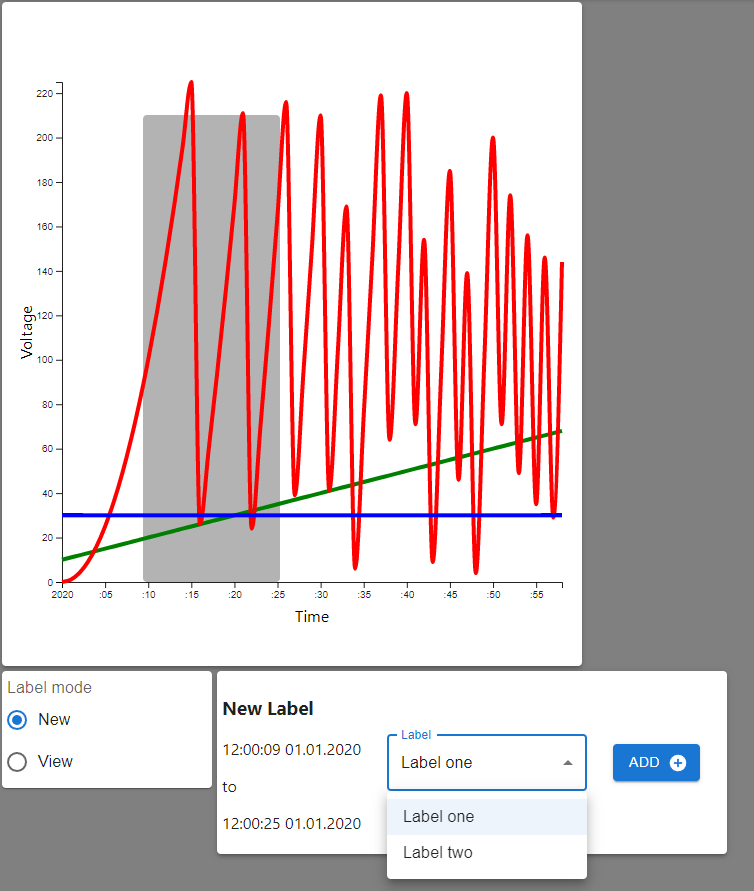 220
200
180
160
140
Voltage
120
100
80
60
40
20
0
2020 :05 :10 :15 :20 :25 :30 :35 :40 :45 :50 :55
Time
Label mode
New
View
New Label
12:00:09 01.01.2020
to
12:00:25 01.01.2020
Label
Label one
ADD
Label one
Label two